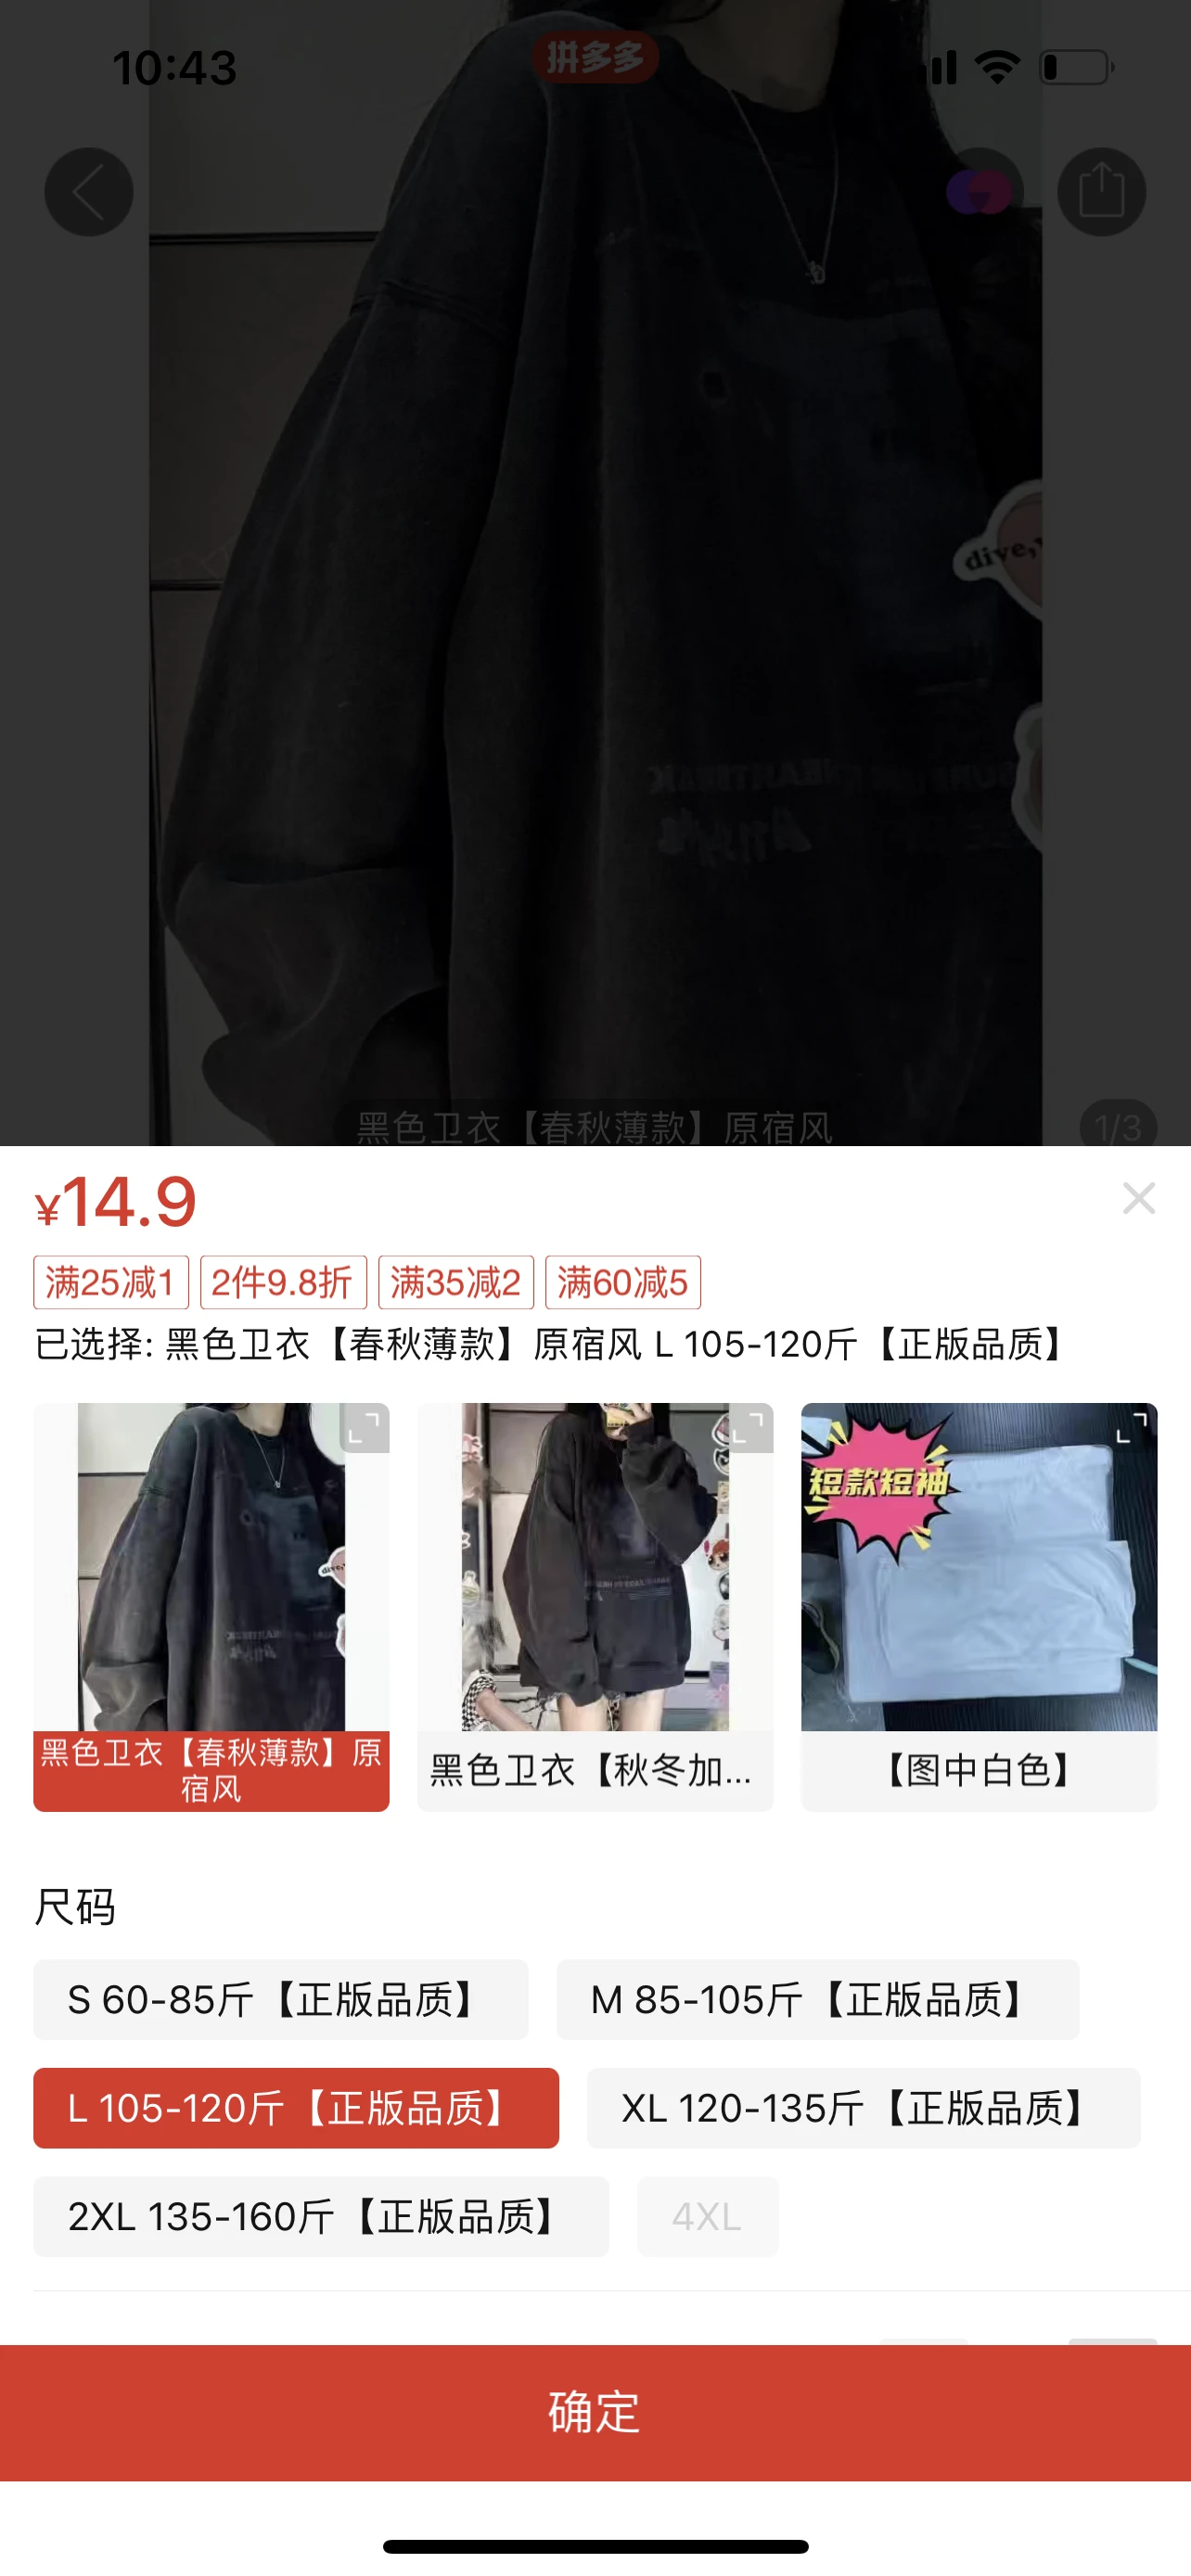 10:43
拼多多
dive,
黑色卫衣【春秋薄款】原宿风
1/3
¥14.9
满25减1
2件9.8折
满35减2
满60减5
已选择: 黑色卫衣【春秋薄款】原宿风 L 105-120斤【正版品质】
短款短袖
黑色卫衣【春秋薄款】原
宿风
黑色卫衣【秋冬加...
【图中白色】
尺码
S 60-85斤【正版品质】
M 85-105斤【正版品质】
L 105-120斤【正版品质】
XL 120-135斤【正版品质】
2XL 135-160斤【正版品质】
4XL
确定